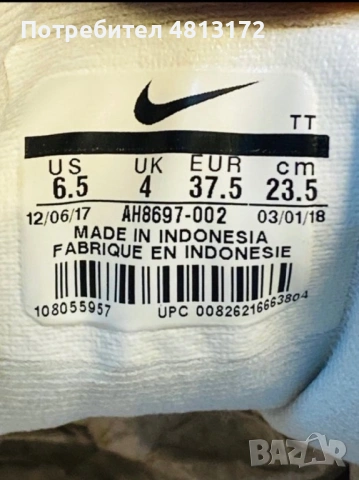 Потребител 4813172
TT
US UK EUR cm
6.5 4 37.5 23.5
12/06/17 AH8697-002 03/01/18
MADE IN INDONESIA
FABRIQUE EN INDONESIE
108055957 UPC 00826216663804
BAZAR